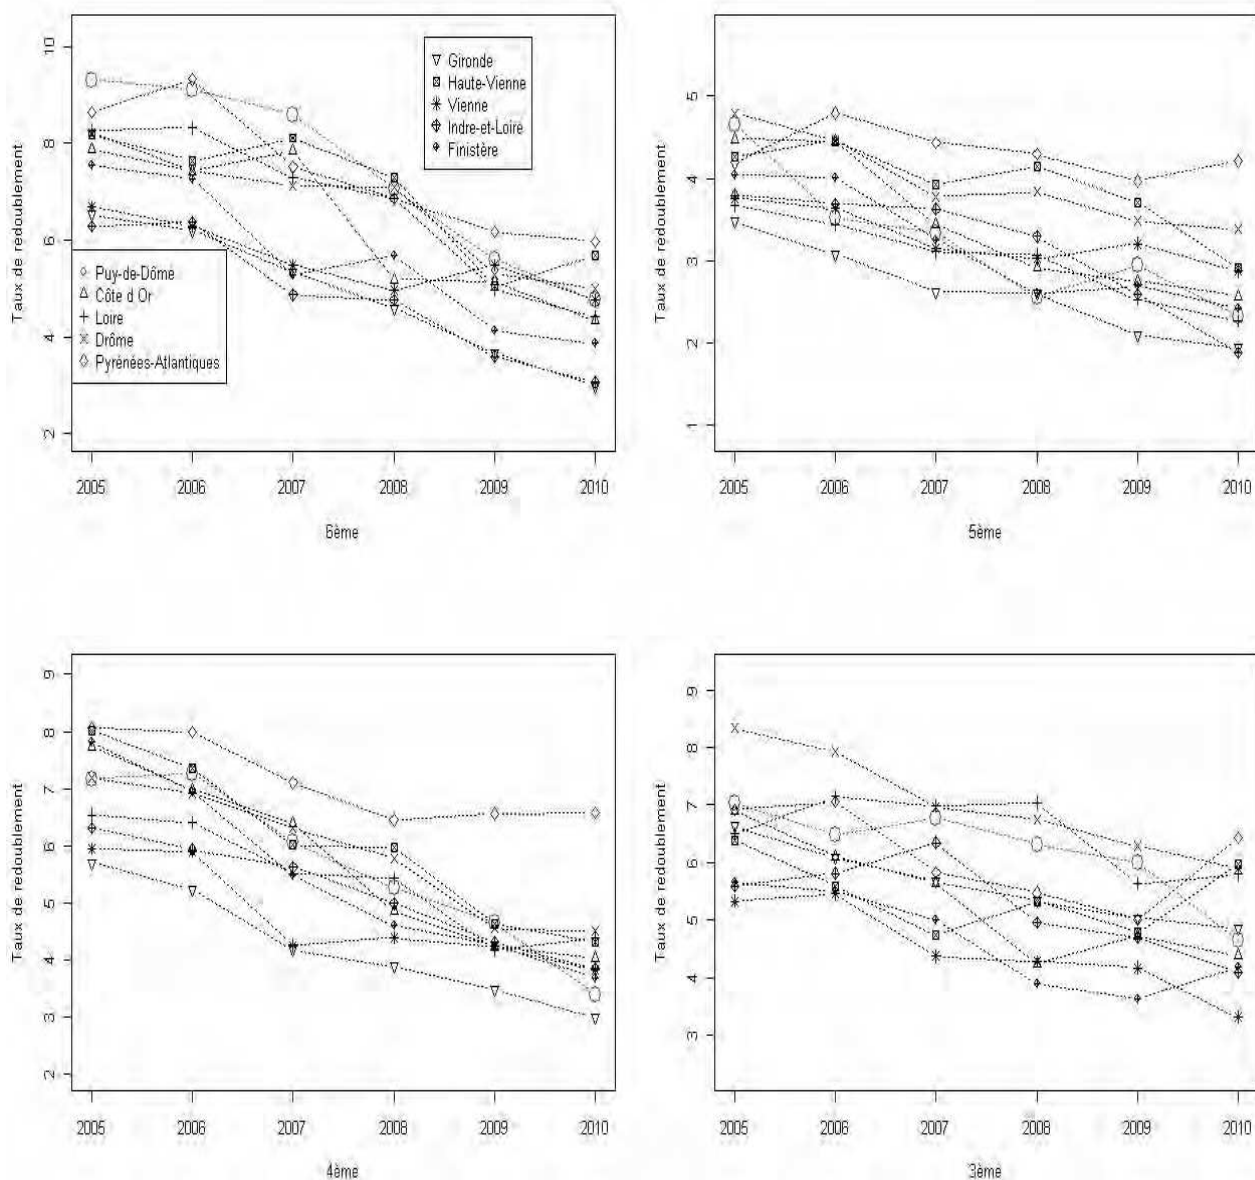 Taux de redoublement
10
8
6
4
2
Gironde
Haute-Vienne
Vienne
Indre-et-Loire
Finistère
Puy-de-Dôme
Côte d Or
Loire
Drôme
Pyrénées-Atlantiques
2005 2006 2007 2008 2009 2010
6ème
Taux de redoublement
5
4
3
2
1
2005 2006 2007 2008 2009 2010
5ème
Taux de redoublement
9
8
7
6
5
4
3
2
2005 2006 2007 2008 2009 2010
4ème
Taux de redoublement
9
8
7
6
5
4
3
2005 2006 2007 2008 2009 2010
3ème